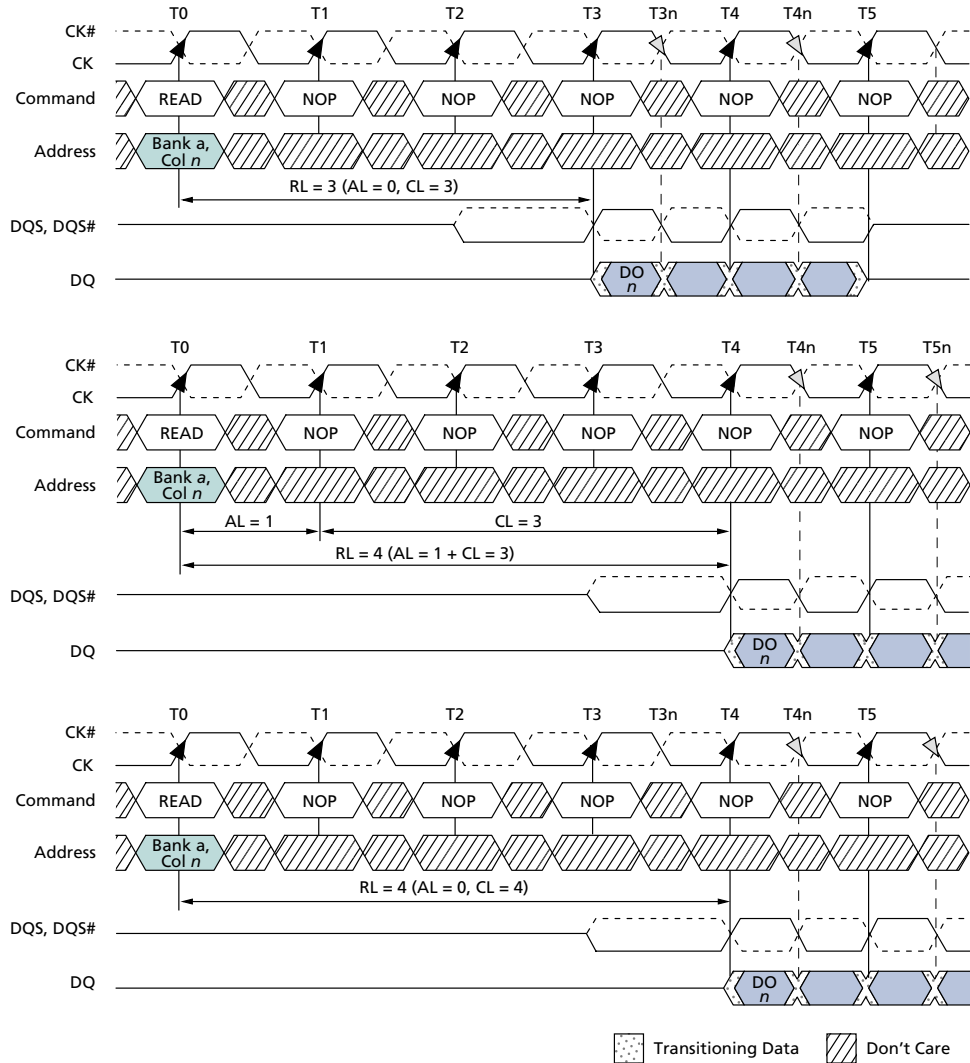 T0 T1 T2 T3 T3n T4 T4n T5
CK#
CK
Command READ NOP NOP NOP NOP NOP
Address Bank a,
Col n
RL = 3 (AL = 0, CL = 3)
DQS, DQS#
DQ DO
n
T0 T1 T2 T3 T4 T4n T5 T5n
CK#
CK
Command READ NOP NOP NOP NOP NOP
Address Bank a,
Col n
AL = 1 CL = 3
RL = 4 (AL = 1 + CL = 3)
DQS, DQS#
DQ DO
n
T0 T1 T2 T3 T3n T4 T4n T5
CK#
CK
Command READ NOP NOP NOP NOP NOP
Address Bank a,
Col n
RL = 4 (AL = 0, CL = 4)
DQS, DQS#
DQ DO
n
Transitioning Data Don't Care